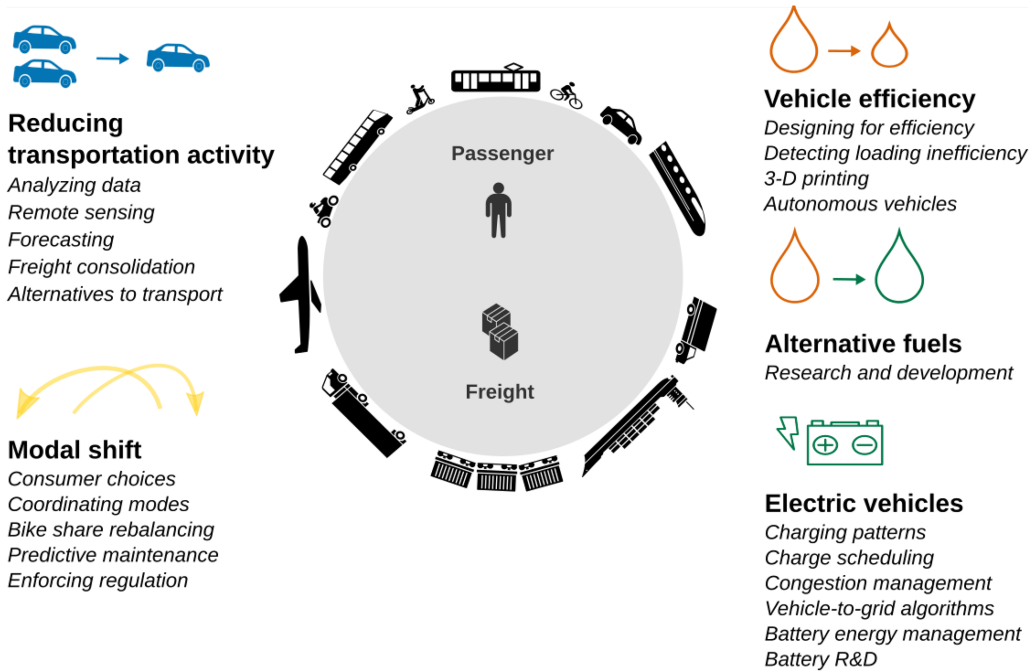 Reducing
transportation activity
Analyzing data
Remote sensing
Forecasting
Freight consolidation
Alternatives to transport
Modal shift
Consumer choices
Coordinating modes
Bike share rebalancing
Predictive maintenance
Enforcing regulation
Passenger
Freight
Vehicle efficiency
Designing for efficiency
Detecting loading inefficiency
3-D printing
Autonomous vehicles
Alternative fuels
Research and development
Electric vehicles
Charging patterns
Charge scheduling
Congestion management
Vehicle-to-grid algorithms
Battery energy management
Battery R&D